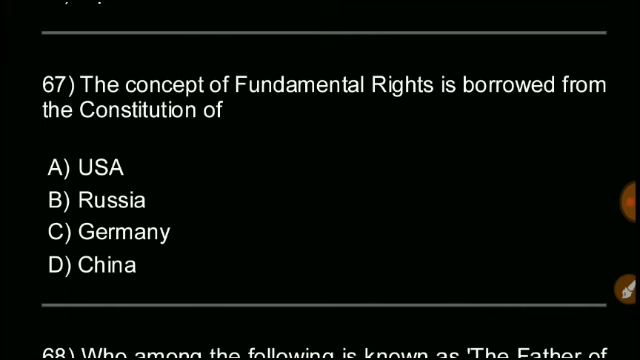 67) The concept of Fundamental Rights is borrowed from
the Constitution of
A) USA
B) Russia
C) Germany
D) China
68) Who among the following is known as 'The Father of